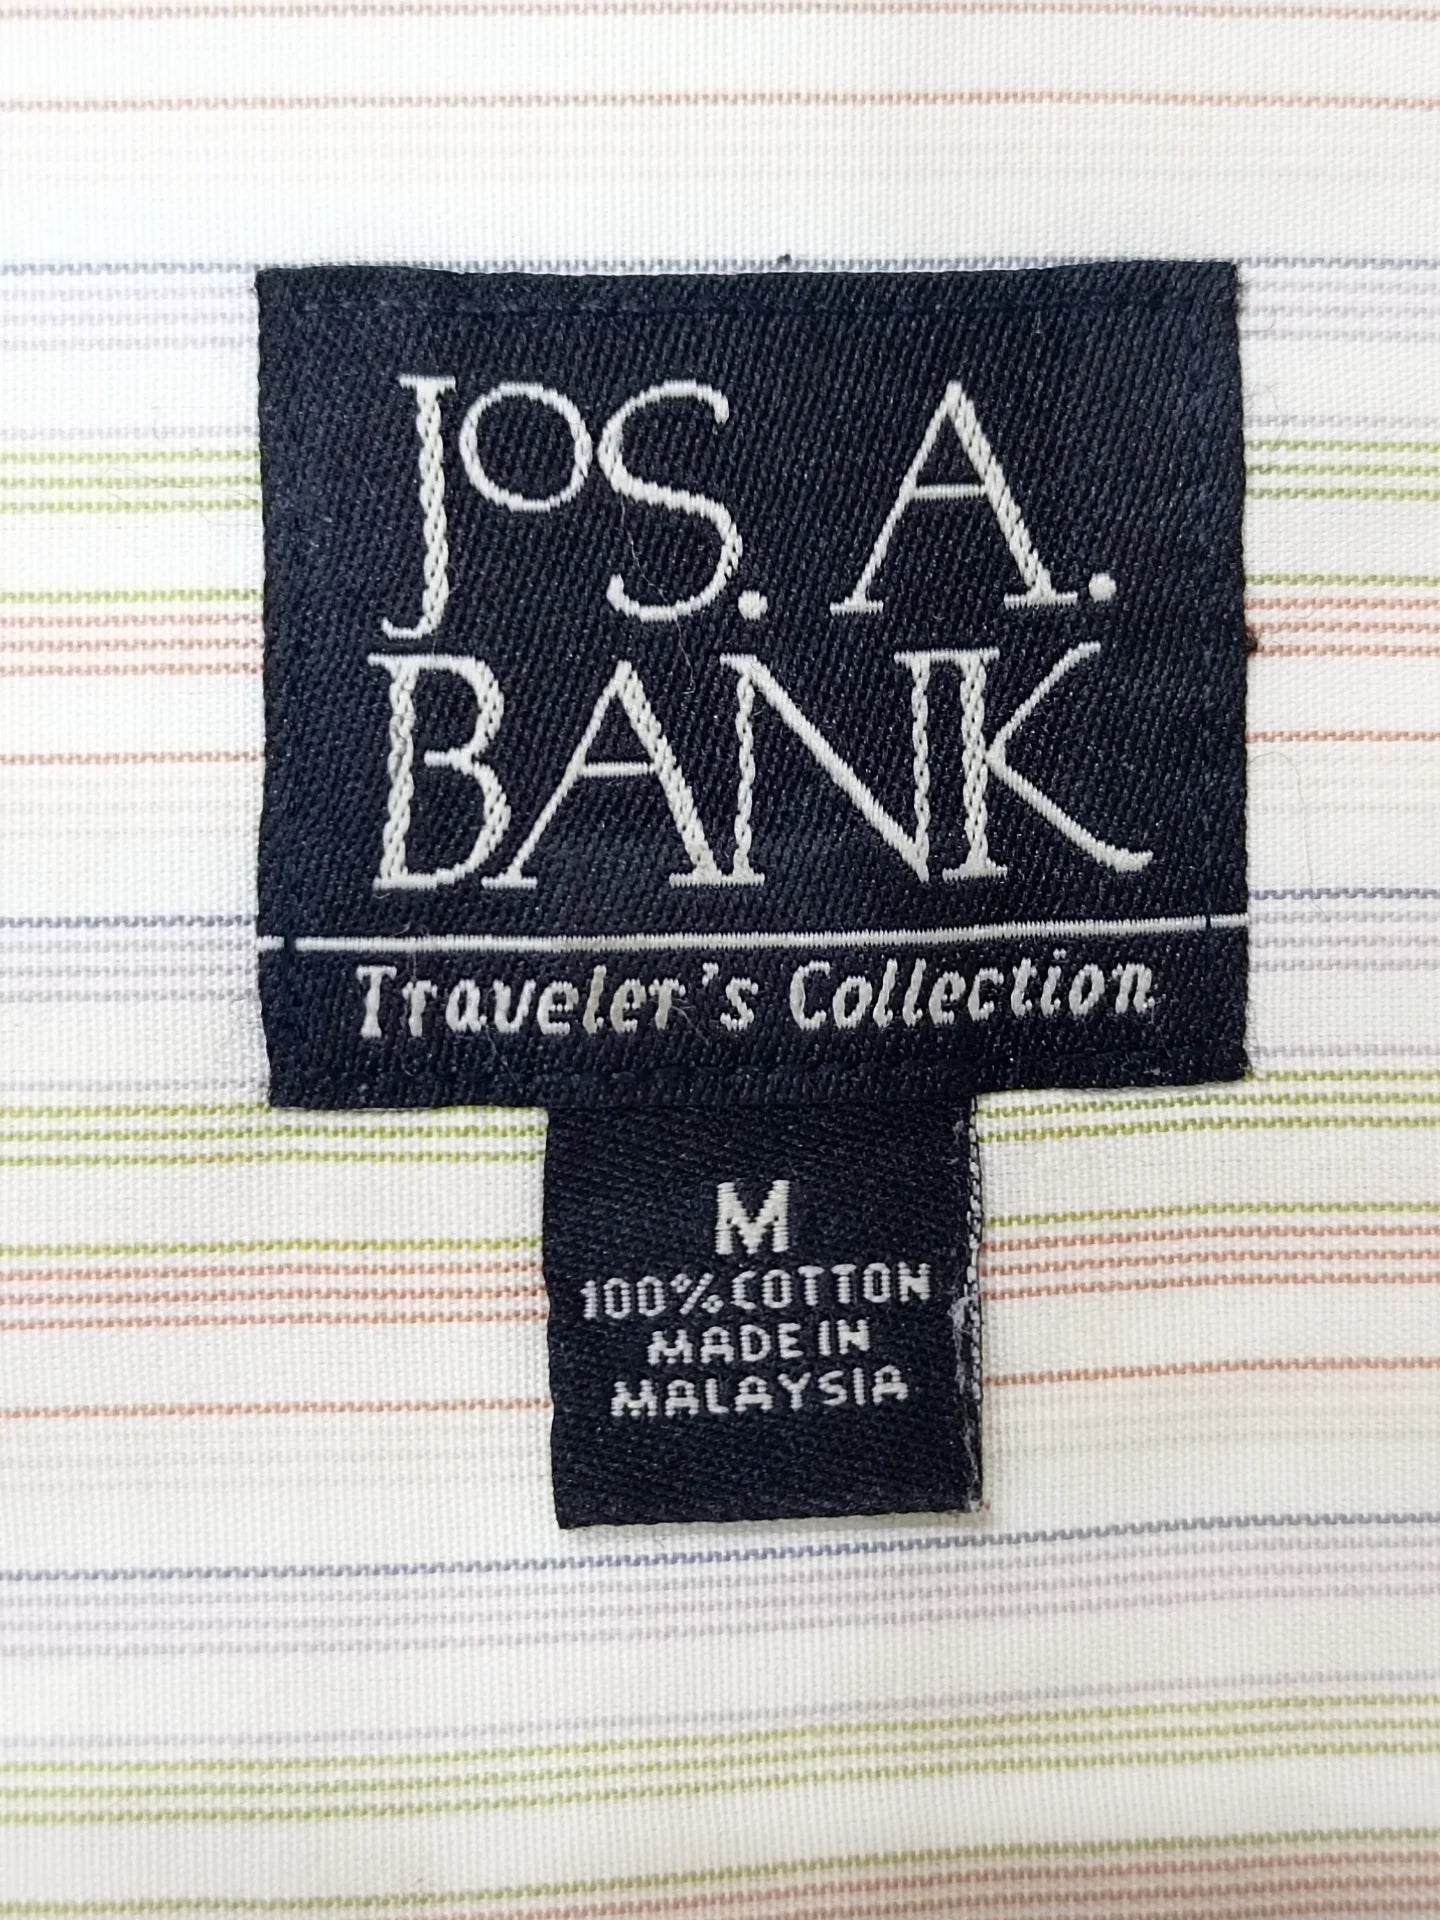 JOS. A.
BANK
Traveler's Collection
M
100% COTTON
MADE IN
MALAYSIA